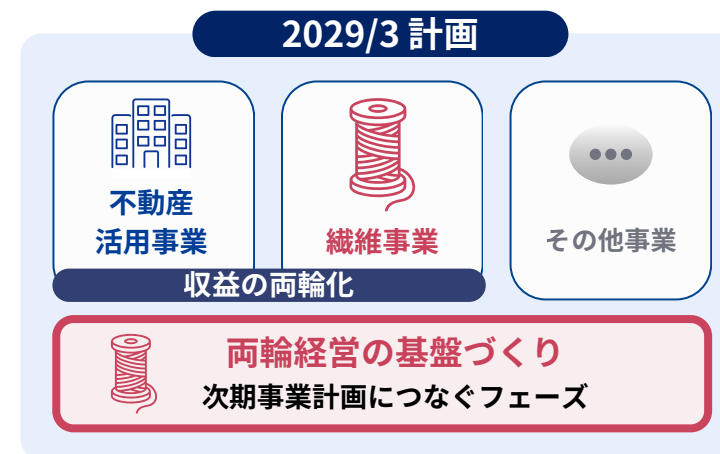 2029/3 計画
不動産
活用事業
繊維事業
その他事業
収益の両輪化
両輪経営の基盤づくり
次期事業計画につなぐフェーズ